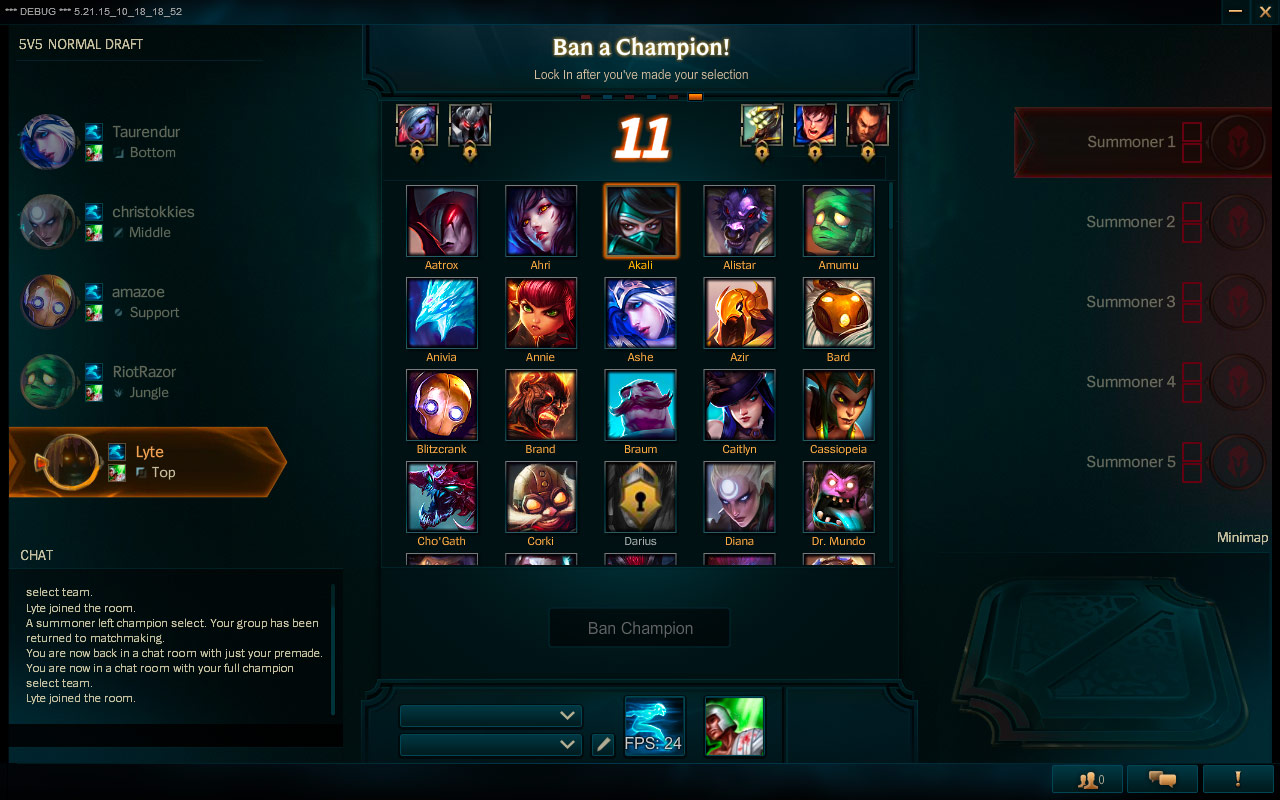 *** DEBUG *** 5.21.15_10_18_18_52
5V5 NORMAL DRAFT
Ban a Champion!
Lock In after you've made your selection
11
Taurendur
Bottom
christokkies
Middle
amazoe
Support
RiotRazor
Jungle
Lyte
Top
Aatrox
Ahri
Akali
Alistar
Amumu
Anivia
Annie
Ashe
Azir
Bard
Blitzcrank
Brand
Braum
Caitlyn
Cassiopeia
Cho'Gath
Corki
Darius
Diana
Dr. Mundo
Summoner 1
Summoner 2
Summoner 3
Summoner 4
Summoner 5
Minimap
CHAT
select team.
Lyte joined the room.
A summoner left champion select. Your group has been
returned to matchmaking.
You are now back in a chat room with just your premade.
You are now in a chat room with your full champion
select team.
Lyte joined the room.
Ban Champion
FPS: 24
0
!